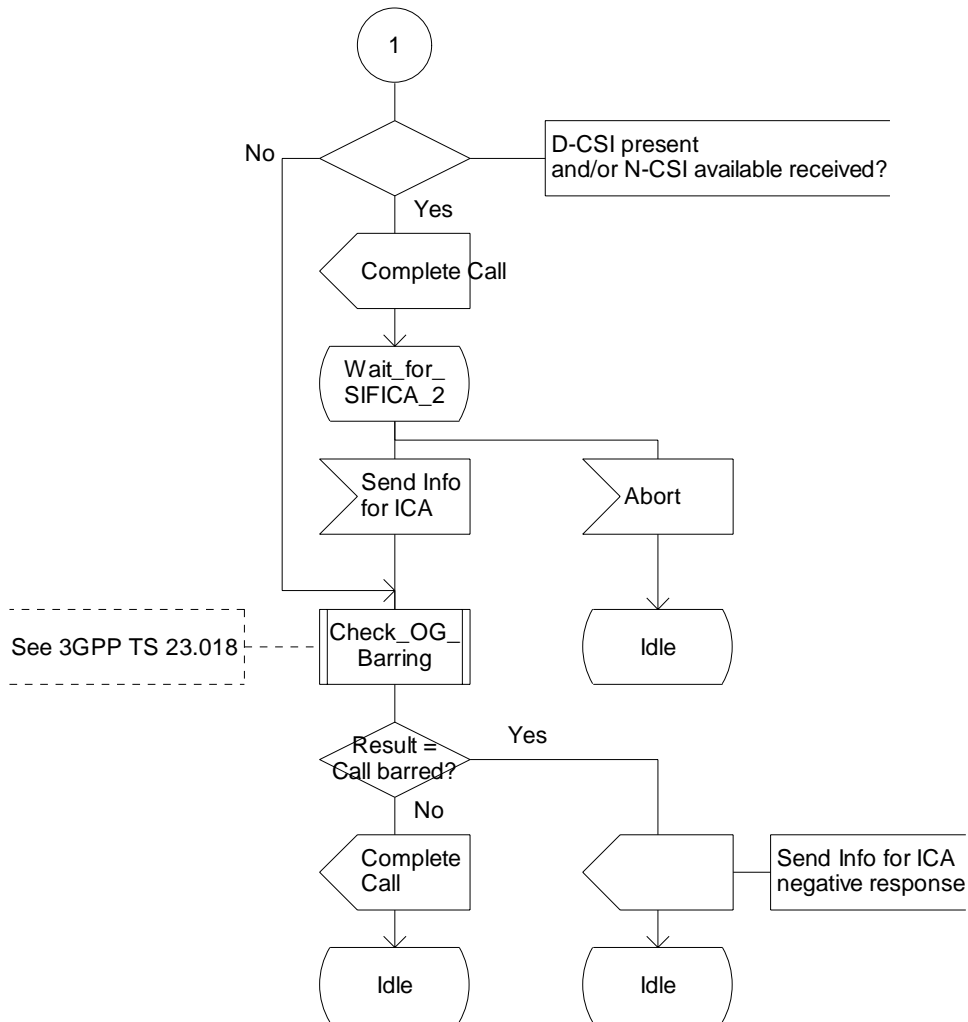 1
No
D-CSI present
and/or N-CSI available received?
Yes
Complete Call
Wait_for_
SIFICA_2
Send Info
for ICA
Abort
See 3GPP TS 23.018
Check_OG_
Barring
Idle
Result =
Call barred?
Yes
No
Complete
Call
Send Info for ICA
negative response
Idle
Idle